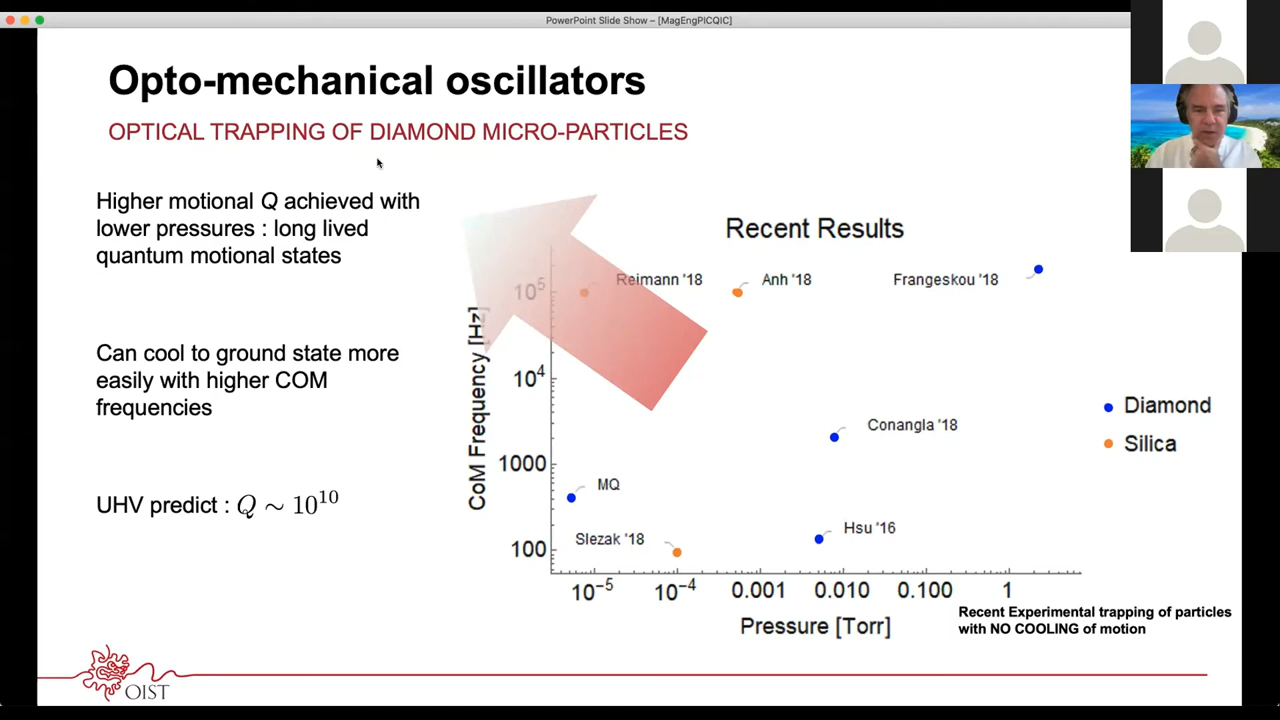 PowerPoint Slide Show – [MagEngPICQIC]
Opto-mechanical oscillators
OPTICAL TRAPPING OF DIAMOND MICRO-PARTICLES
Higher motional Q achieved with
lower pressures : long lived
quantum motional states
Can cool to ground state more
easily with higher COM
frequencies
UHV predict : Q ∼ 10¹⁰
Recent Results
CoM Frequency [Hz]
10⁵
10⁴
1000
100
Reimann '18
Anh '18
Frangeskou '18
Conangla '18
MQ
Slezak '18
Hsu '16
Diamond
Silica
10⁻⁵
10⁻⁴
0.001
0.010
0.100
1
Pressure [Torr]
Recent Experimental trapping of particles
with NO COOLING of motion
OIST